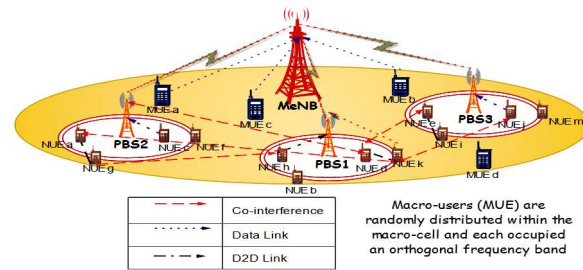 MeNB
MUE
a
MUE
b
MUE
c
PBS3
NUE
e
NUE
j
NUE
m
NUE
i
PBS2
NUE
a
NUE
c
NUE
f
NUE
g
PBS1
NUE
h
NUE
d
NUE
k
NUE
b
MUE
d
Co-interference
Data Link
D2D Link
Macro-users (MUE) are
randomly distributed within the
macro-cell and each occupied
an orthogonal frequency band